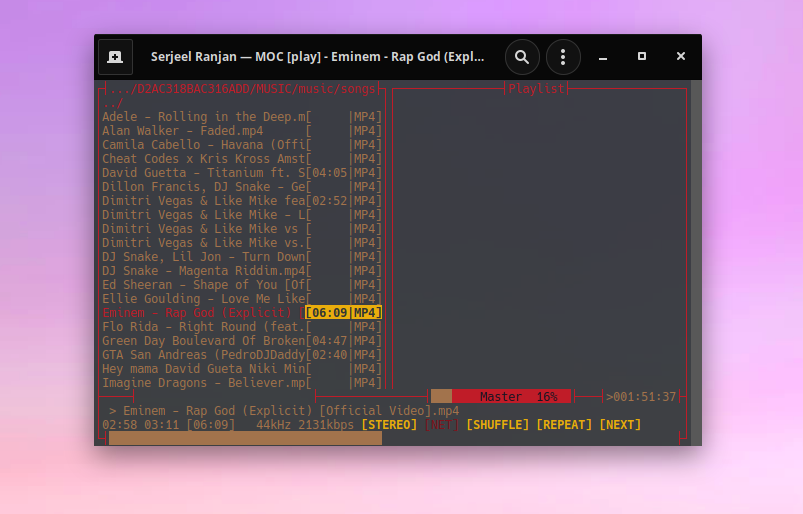 Serjeel Ranjan — MOC [play] - Eminem - Rap God (Expl...
.../D2AC318BAC316ADD/MUSIC/music/songs
Playlist
../
Adele - Rolling in the Deep.m[ |MP4]
Alan Walker - Faded.mp4 [ |MP4]
Camila Cabello - Havana (Offi[ |MP4]
Cheat Codes x Kris Kross Amst[ |MP4]
David Guetta - Titanium ft. S[04:05|MP4]
Dillon Francis, DJ Snake - Ge[ |MP4]
Dimitri Vegas & Like Mike fea[02:52|MP4]
Dimitri Vegas & Like Mike - L[ |MP4]
Dimitri Vegas & Like Mike vs [ |MP4]
Dimitri Vegas & Like Mike vs.[ |MP4]
DJ Snake, Lil Jon - Turn Down[ |MP4]
DJ Snake - Magenta Riddim.mp4[ |MP4]
Ed Sheeran - Shape of You [Of[ |MP4]
Ellie Goulding - Love Me Like[ |MP4]
Eminem - Rap God (Explicit) [[06:09|MP4]
Flo Rida - Right Round (feat.[ |MP4]
Green Day Boulevard Of Broken[04:47|MP4]
GTA San Andreas (PedroDJDaddy[02:40|MP4]
Hey mama David Gueta Niki Min[ |MP4]
Imagine Dragons - Believer.mp[ |MP4]
Master 16% >001:51:37
> Eminem - Rap God (Explicit) [Official Video].mp4
02:58 03:11 [06:09] 44kHz 2131kbps [STEREO] [NET] [SHUFFLE] [REPEAT] [NEXT]